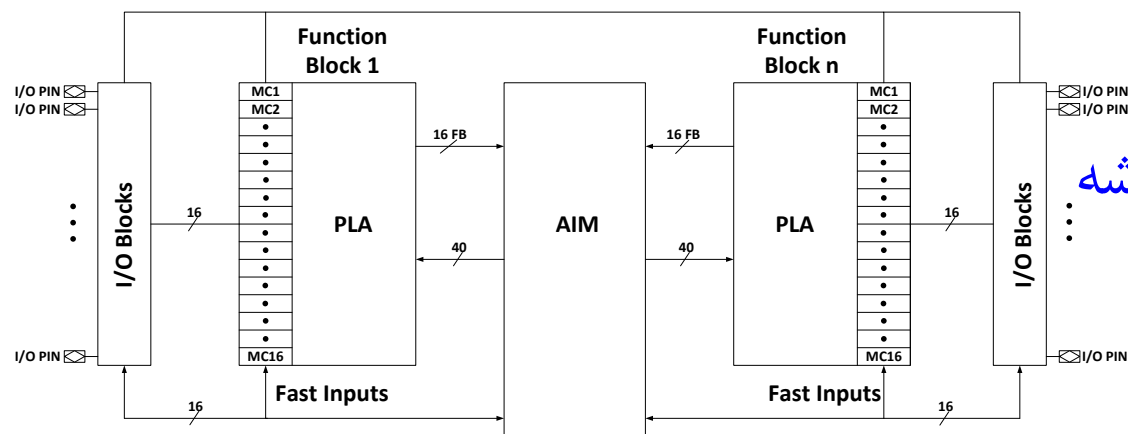 Function Block 1
Function Block n
I/O PIN
I/O PIN
I/O PIN
I/O Blocks
16
MC1
MC2
MC16
PLA
16 FB
40
AIM
16 FB
40
PLA
MC1
MC2
MC16
16
I/O Blocks
I/O PIN
I/O PIN
I/O PIN
16
Fast Inputs
Fast Inputs
16